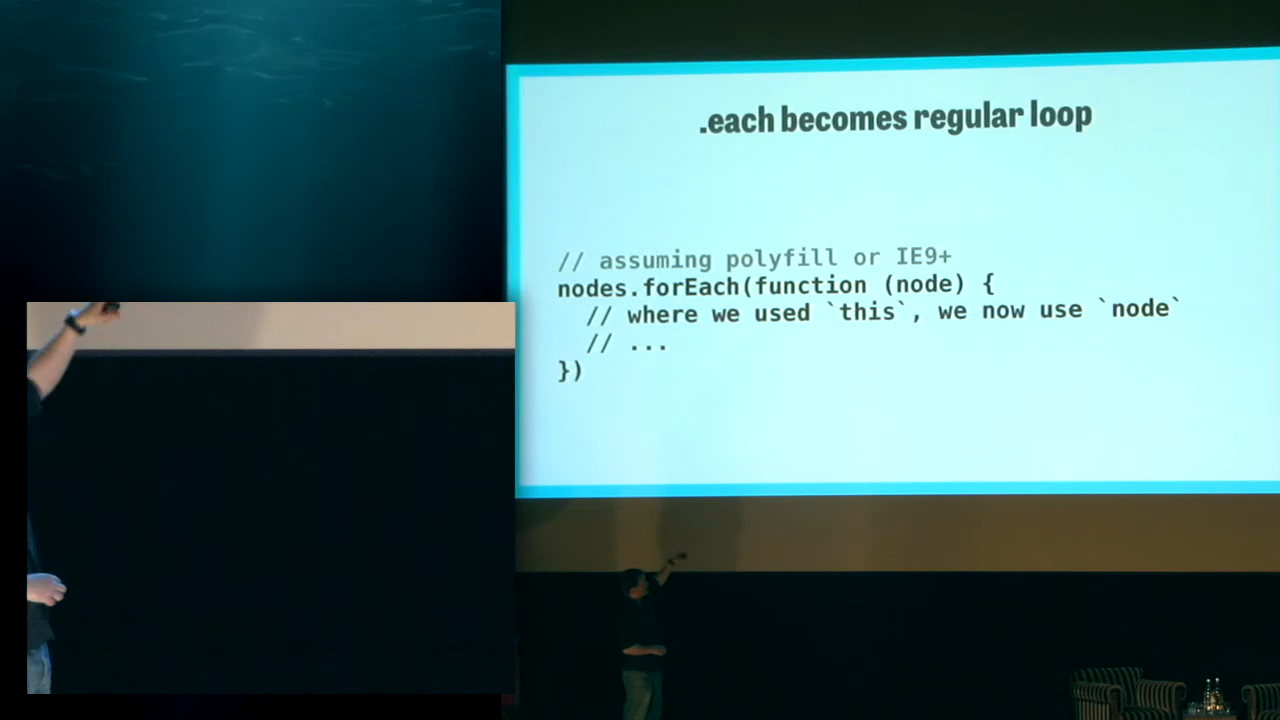 .each becomes regular loop
// assuming polyfill or IE9+
nodes.forEach(function (node) {
// where we used `this`, we now use `node`
// ...
})